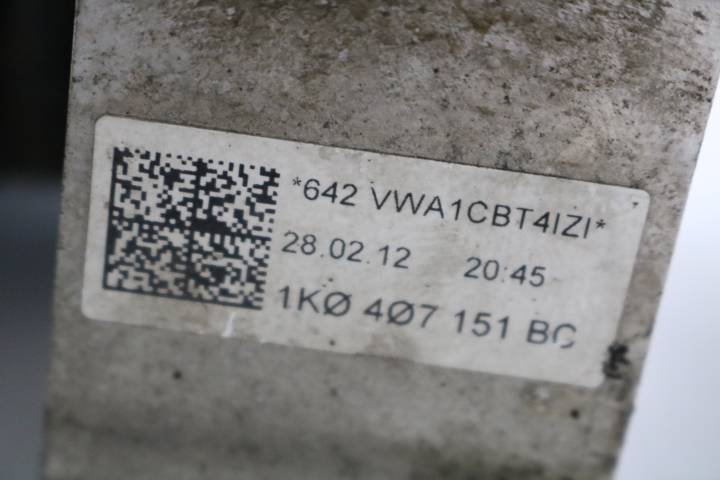 *642 VWA1CBT4IZI*
28.02.12 20:45
1KØ 4Ø7 151 BC